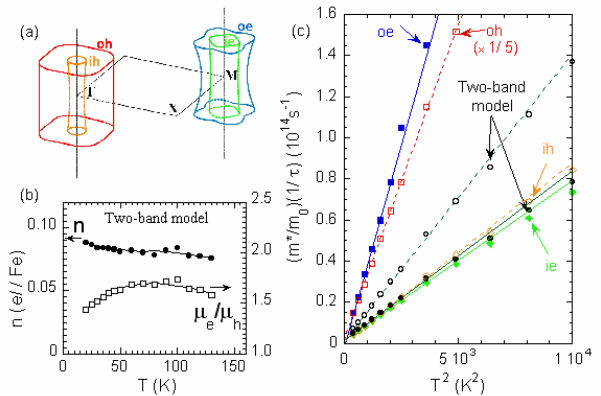 (a)
oh
ih
Γ
X
oe
ie
M
(b)
n
Two-band model
μe/μh
n (e// Fe)
0.10
0.05
0.00
2.5
2.0
1.5
1.0
0
50
100
150
T (K)
(c)
oe
oh
(× 1/ 5)
Two-band
model
ih
ie
(m*/m0)(1/τ) (10^14 s^-1)
1.6
1.4
1.2
1.0
0.8
0.6
0.4
0.2
0
0
5 10^3
1 10^4
T^2 (K^2)